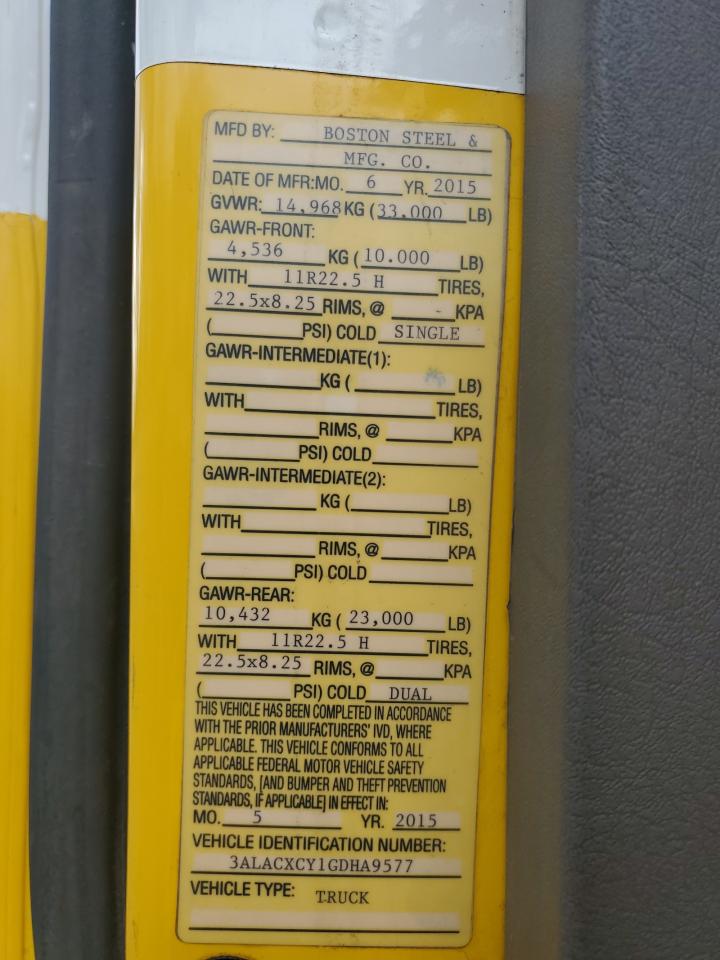 MFD BY: BOSTON STEEL &
MFG. CO.
DATE OF MFR:MO. 6 YR. 2015
GVWR: 14,968 KG (33.000 LB)
GAWR-FRONT:
4,536 KG (10.000 LB)
WITH 11R22.5 H TIRES,
22.5x8.25 RIMS, @ - KPA
( PSI) COLD SINGLE
GAWR-INTERMEDIATE(1):
KG ( LB)
WITH TIRES,
RIMS, @ KPA
( PSI) COLD
GAWR-INTERMEDIATE(2):
KG ( LB)
WITH TIRES,
RIMS, @ KPA
( PSI) COLD
GAWR-REAR:
10,432 KG ( 23,000 LB)
WITH 11R22.5 H TIRES,
22.5x8.25 RIMS, @ KPA
( PSI) COLD DUAL
THIS VEHICLE HAS BEEN COMPLETED IN ACCORDANCE
WITH THE PRIOR MANUFACTURERS' IVD, WHERE
APPLICABLE. THIS VEHICLE CONFORMS TO ALL
APPLICABLE FEDERAL MOTOR VEHICLE SAFETY
STANDARDS, [AND BUMPER AND THEFT PREVENTION
STANDARDS, IF APPLICABLE] IN EFFECT IN:
MO. 5 YR. 2015
VEHICLE IDENTIFICATION NUMBER:
3ALACXCY1GDHA9577
VEHICLE TYPE: TRUCK